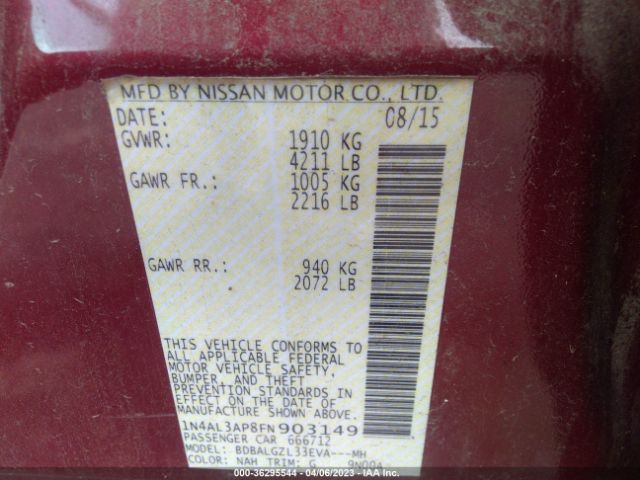 MFD BY NISSAN MOTOR CO., LTD.
DATE: 08/15
GVWR: 1910 KG
4211 LB
GAWR FR.: 1005 KG
2216 LB
GAWR RR.: 940 KG
2072 LB
THIS VEHICLE CONFORMS TO
ALL APPLICABLE FEDERAL
MOTOR VEHICLE SAFETY,
BUMPER, AND THEFT
PREVENTION STANDARDS IN
EFFECT ON THE DATE OF
MANUFACTURE SHOWN ABOVE.
1N4AL3AP8FN903149
PASSENGER CAR 666712
MODEL: BDBALGZL33EVA---MH
COLOR: NAH TRIM: G
000-36295544 - 04/06/2023 - iaai.com